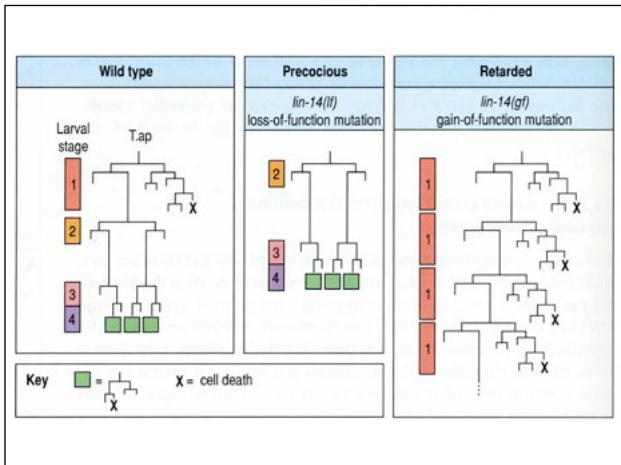 Wild type
Larval
stage
T.ap
1
X
2
3
4
Precocious
lin-14(lf)
loss-of-function mutation
2
3
4
Retarded
lin-14(gf)
gain-of-function mutation
1
X
1
X
1
X
1
X
Key
=
X
X = cell death